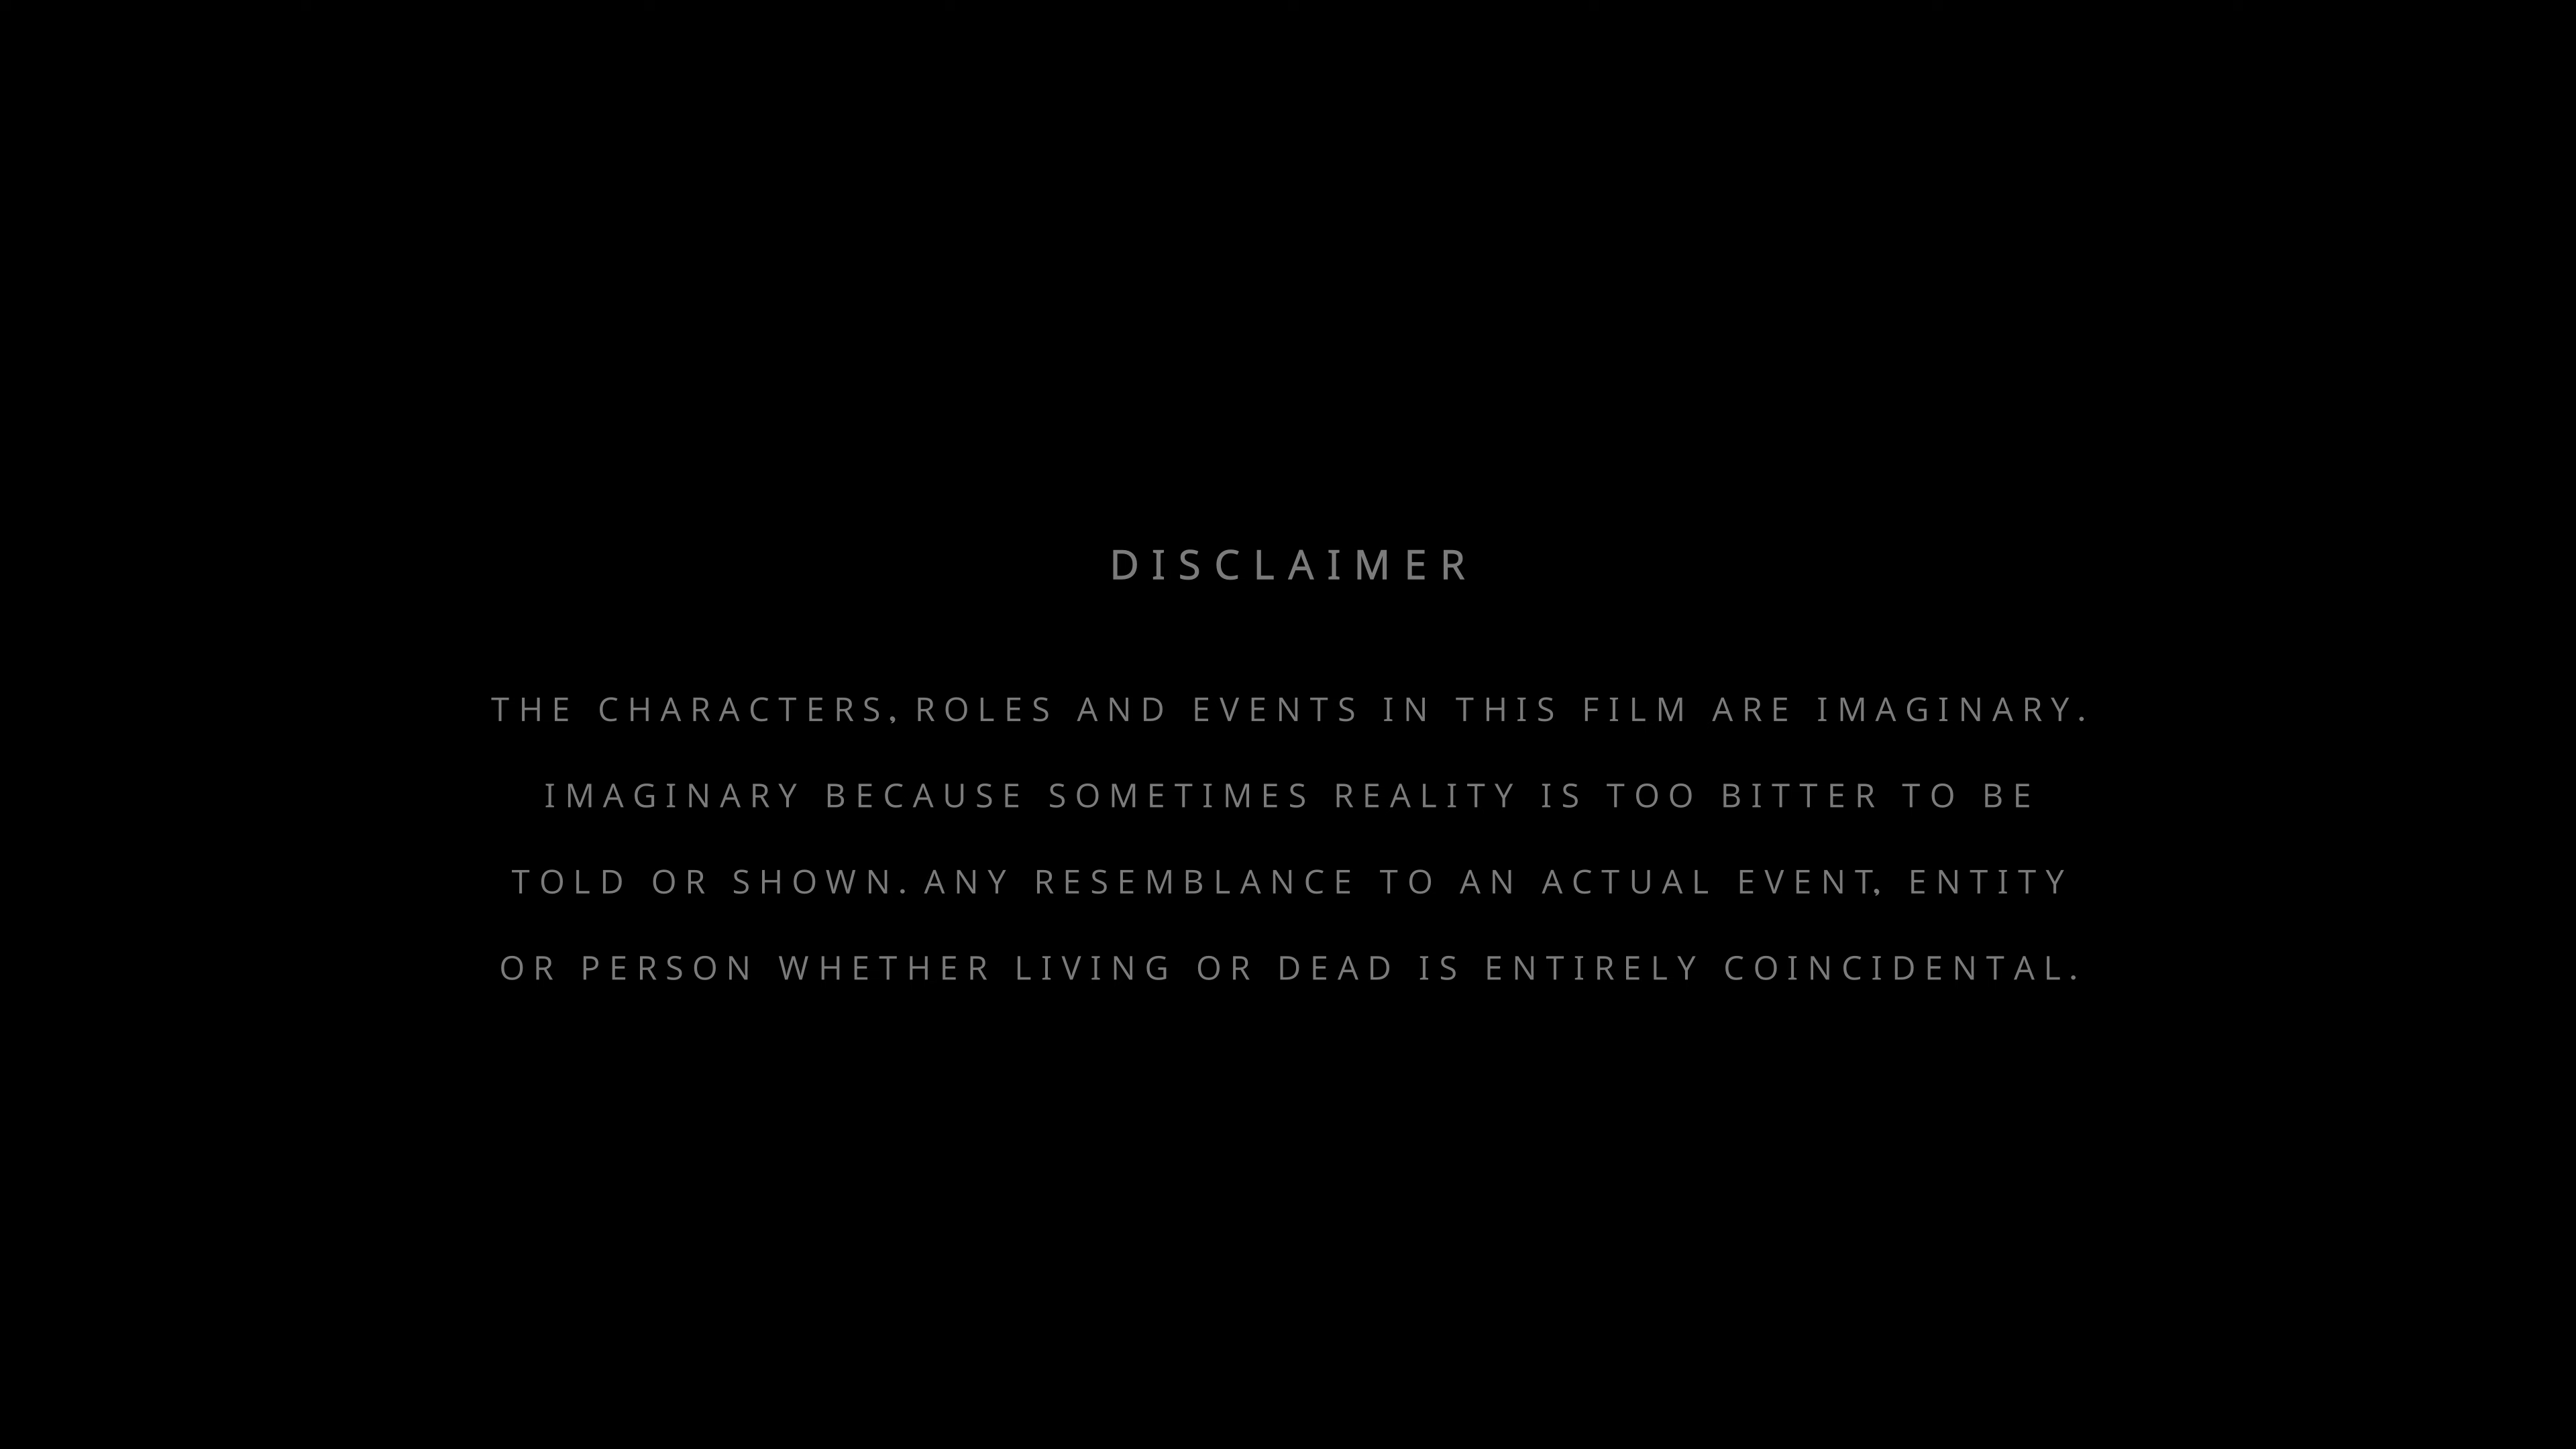 DISCLAIMER
THE CHARACTERS, ROLES AND EVENTS IN THIS FILM ARE IMAGINARY.
IMAGINARY BECAUSE SOMETIMES REALITY IS TOO BITTER TO BE
TOLD OR SHOWN. ANY RESEMBLANCE TO AN ACTUAL EVENT, ENTITY
OR PERSON WHETHER LIVING OR DEAD IS ENTIRELY COINCIDENTAL.